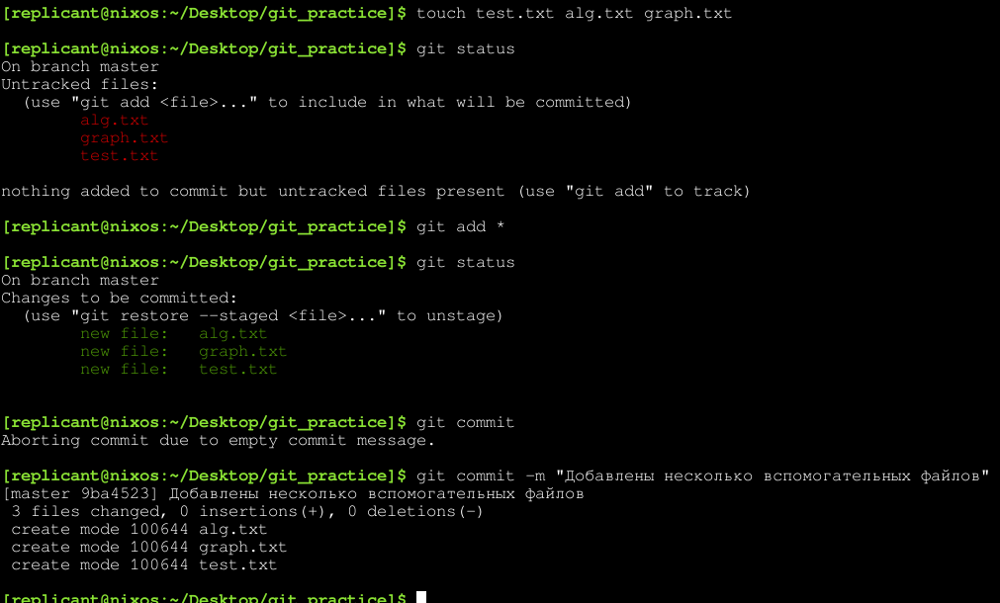 [replicant@nixos:~/Desktop/git_practice]$ touch test.txt alg.txt graph.txt
[replicant@nixos:~/Desktop/git_practice]$ git status
On branch master
Untracked files:
  (use "git add <file>..." to include in what will be committed)
        alg.txt
        graph.txt
        test.txt
nothing added to commit but untracked files present (use "git add" to track)
[replicant@nixos:~/Desktop/git_practice]$ git add *
[replicant@nixos:~/Desktop/git_practice]$ git status
On branch master
Changes to be committed:
  (use "git restore --staged <file>..." to unstage)
        new file:   alg.txt
        new file:   graph.txt
        new file:   test.txt
[replicant@nixos:~/Desktop/git_practice]$ git commit
Aborting commit due to empty commit message.
[replicant@nixos:~/Desktop/git_practice]$ git commit -m "Добавлены несколько вспомогательных файлов"
[master 9ba4523] Добавлены несколько вспомогательных файлов
 3 files changed, 0 insertions(+), 0 deletions(-)
 create mode 100644 alg.txt
 create mode 100644 graph.txt
 create mode 100644 test.txt
[replicant@nixos:~/Desktop/git_practice]$